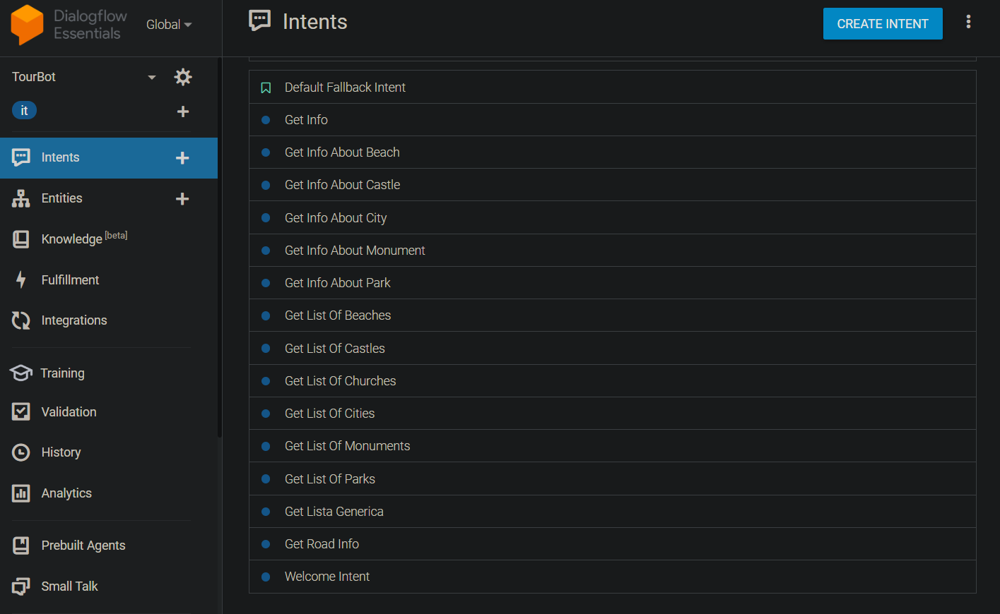 Dialogflow
Essentials
Global
Intents
CREATE INTENT
TourBot
it
Intents
Entities
Knowledge [beta]
Fulfillment
Integrations
Training
Validation
History
Analytics
Prebuilt Agents
Small Talk
Default Fallback Intent
Get Info
Get Info About Beach
Get Info About Castle
Get Info About City
Get Info About Monument
Get Info About Park
Get List Of Beaches
Get List Of Castles
Get List Of Churches
Get List Of Cities
Get List Of Monuments
Get List Of Parks
Get Lista Generica
Get Road Info
Welcome Intent